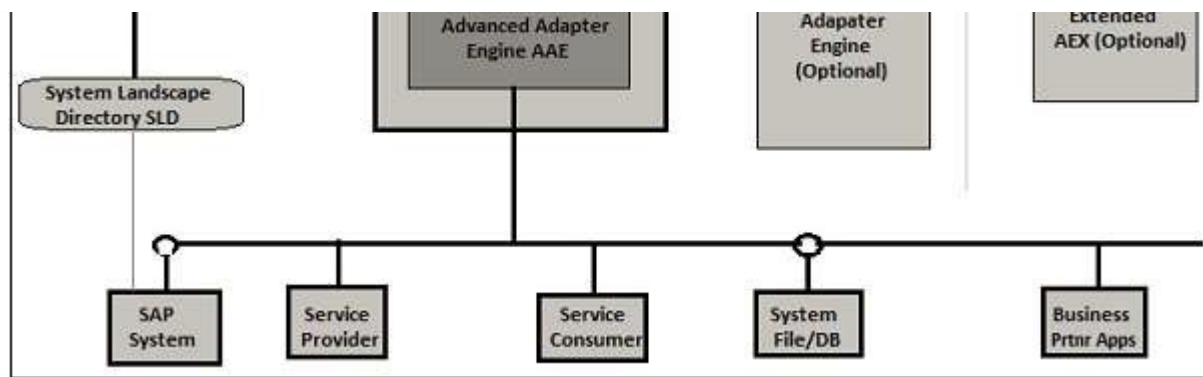 Advanced Adapter
Engine AAE
Adapater
Engine
(Optional)
Extended
AEX (Optional)
System Landscape
Directory SLD
SAP
System
Service
Provider
Service
Consumer
System
File/DB
Business
Prtnr Apps